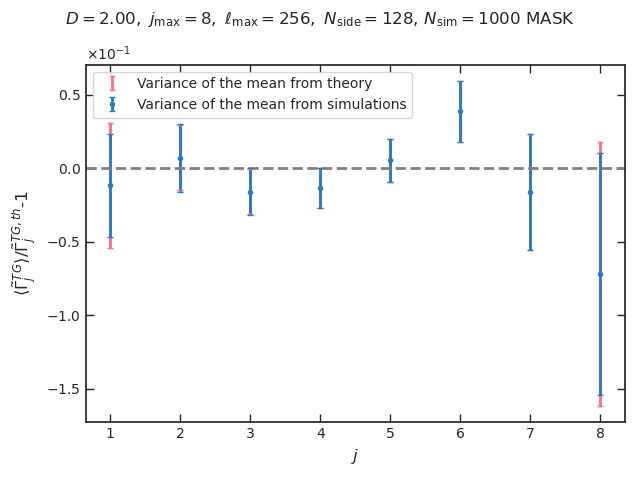 D = 2.00, j_max = 8, ℓ_max = 256, N_side = 128, N_sim = 1000 MASK
×10⁻¹
Variance of the mean from theory
Variance of the mean from simulations
0.5
0.0
−0.5
−1.0
−1.5
⟨Γ̃_j^{TG}⟩/Γ̃_j^{TG, th}-1
1 2 3 4 5 6 7 8
j